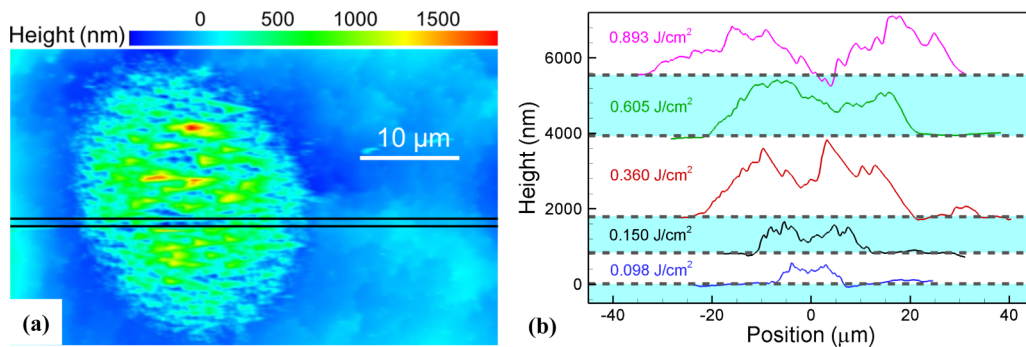 Height (nm)
0 500 1000 1500
10 µm
(a)
Height (nm)
6000
4000
2000
0
0.893 J/cm²
0.605 J/cm²
0.360 J/cm²
0.150 J/cm²
0.098 J/cm²
-40 -20 0 20 40
Position (µm)
(b)